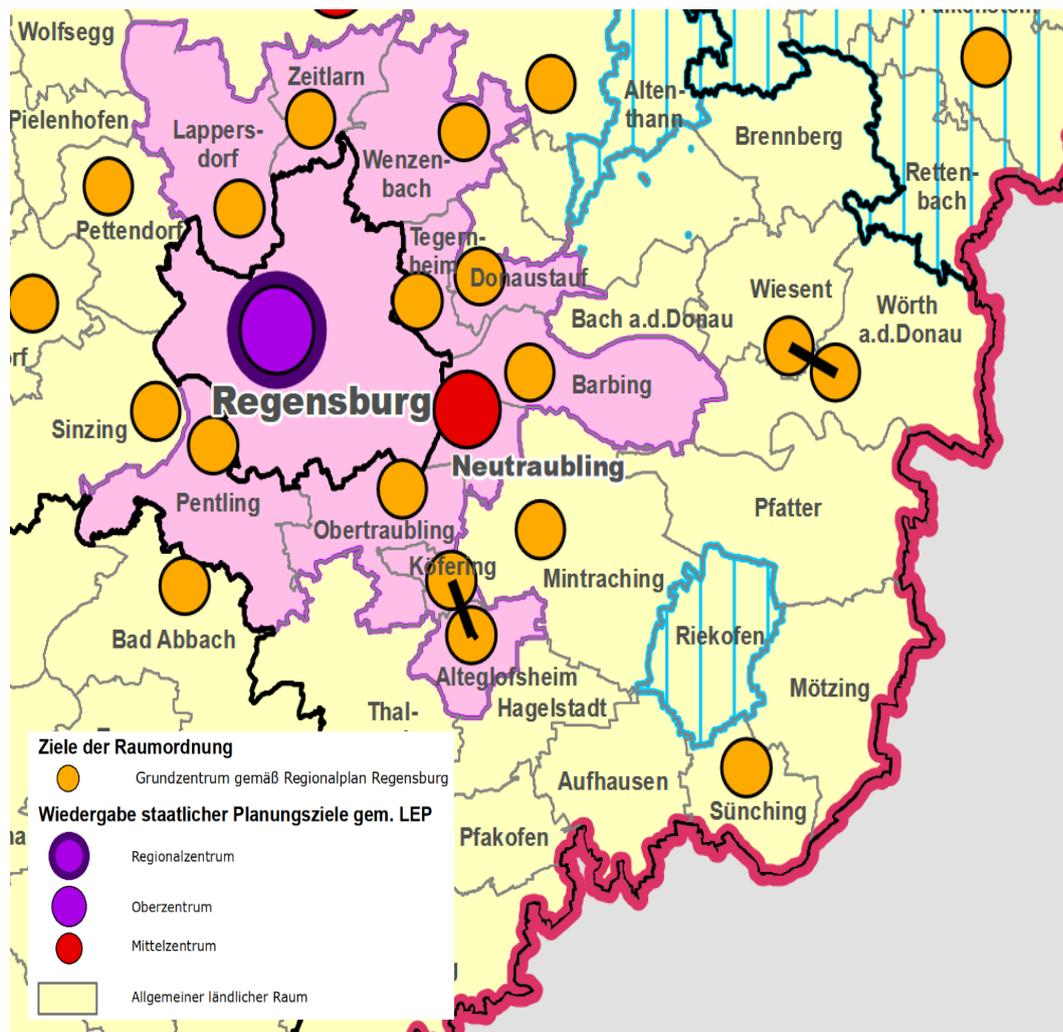 Falkenstein
Wolfsegg
Zeitlarn
Alten-
thann
Pielenhofen
Lappers-
dorf
Brennberg
Wenzen-
bach
Retten-
bach
Pettendorf
Tegern-
heim
Donaustauf
Wiesent
Wörth
a.d.Donau
Bach a.d.Donau
orf
Barbing
Regensburg
Sinzing
Neutraubling
Pentling
Pfatter
Obertraubling
Köfering
Mintraching
Bad Abbach
Riekofen
Alteglofsheim
Mötzing
Hagelstadt
Thal-
Aufhausen
Sünching
Pfakofen
na
Ziele der Raumordnung
Grundzentrum gemäß Regionalplan Regensburg
Wiedergabe staatlicher Planungsziele gem. LEP
Regionalzentrum
Oberzentrum
Mittelzentrum
Allgemeiner ländlicher Raum